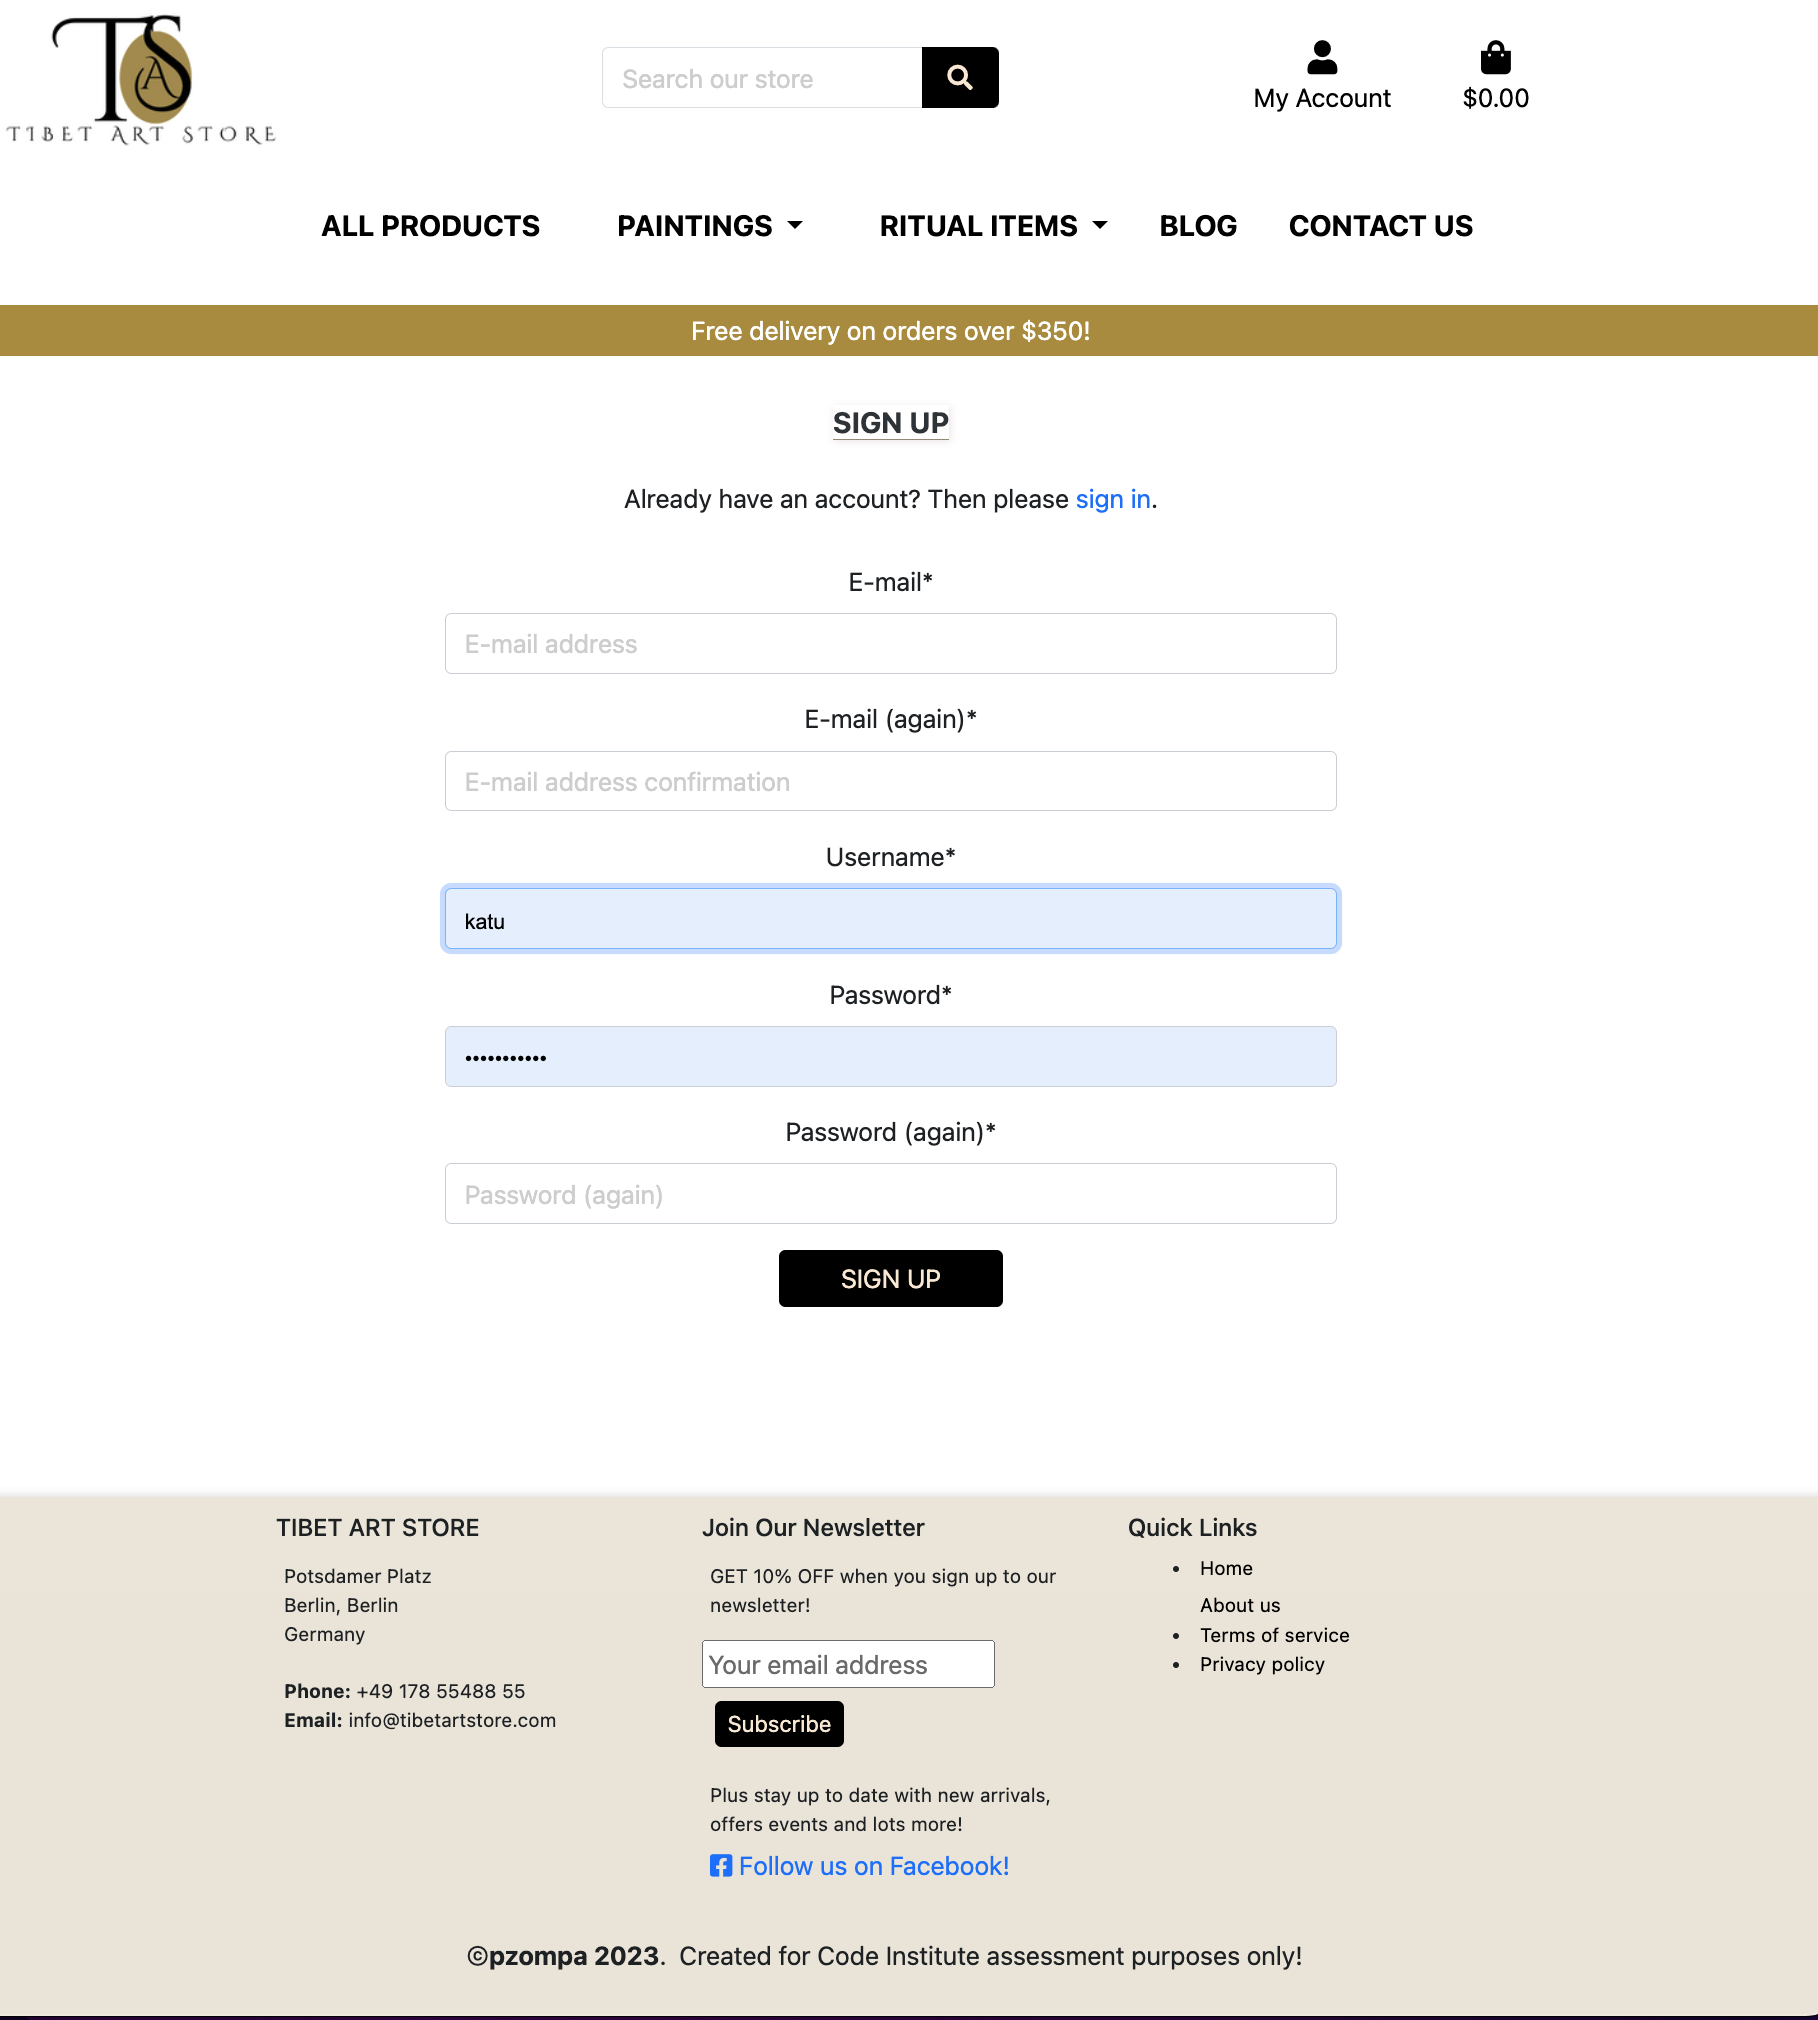 TSA
TIBET ART STORE
Search our store
My Account
$0.00
ALL PRODUCTS PAINTINGS RITUAL ITEMS BLOG CONTACT US
Free delivery on orders over $350!
SIGN UP
Already have an account? Then please sign in.
E-mail*
E-mail address
E-mail (again)*
E-mail address confirmation
Username*
katu
Password*
•••••••••••
Password (again)*
Password (again)
SIGN UP
TIBET ART STORE
Potsdamer Platz
Berlin, Berlin
Germany
Phone: +49 178 55488 55
Email: info@tibetartstore.com
Join Our Newsletter
GET 10% OFF when you sign up to our
newsletter!
Your email address
Subscribe
Plus stay up to date with new arrivals,
offers events and lots more!
Follow us on Facebook!
Quick Links
• Home
About us
• Terms of service
• Privacy policy
©pzompa 2023. Created for Code Institute assessment purposes only!